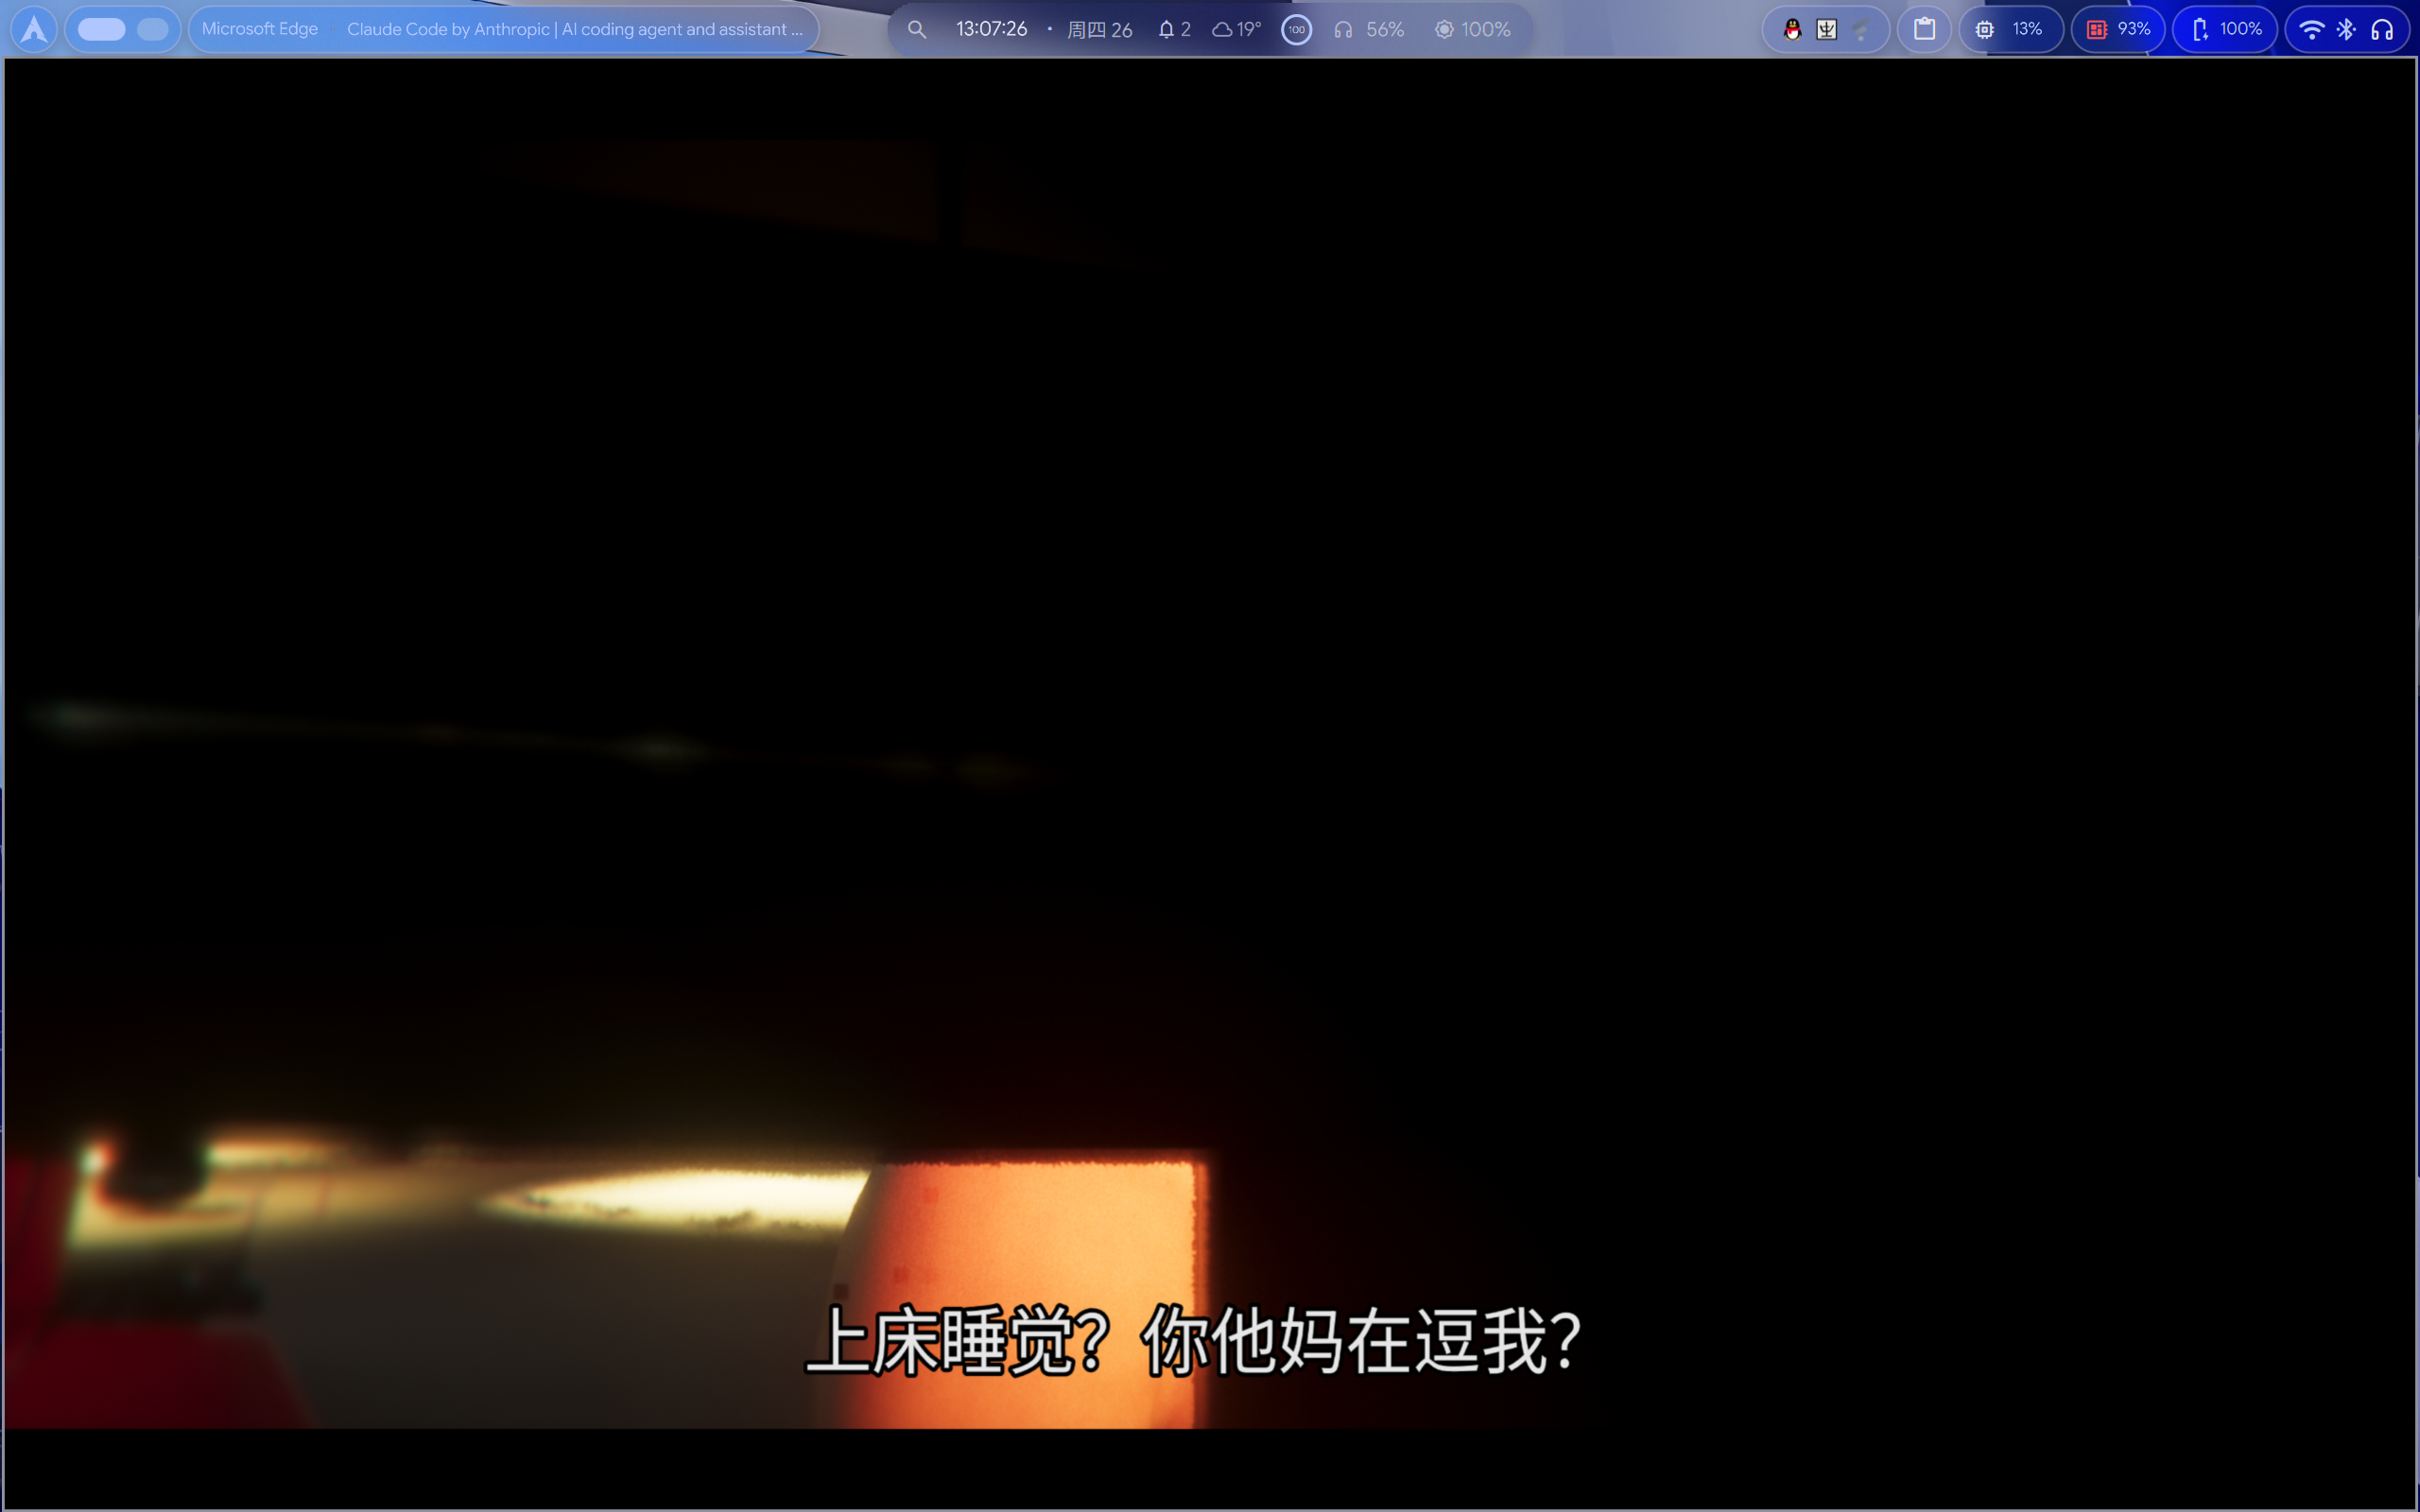 Microsoft Edge Claude Code by Anthropic | AI coding agent and assistant ...
13:07:26 • 周四 26 2 19° 100 56% 100%
13% 93% 100%
上床睡觉？你他妈在逗我？